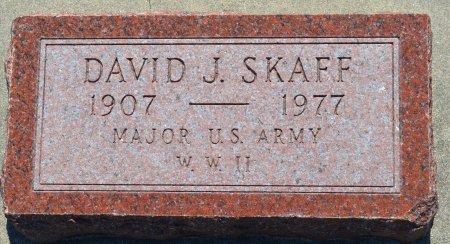 DAVID J. SKAFF
1907 — 1977
MAJOR U.S. ARMY
W. W. II